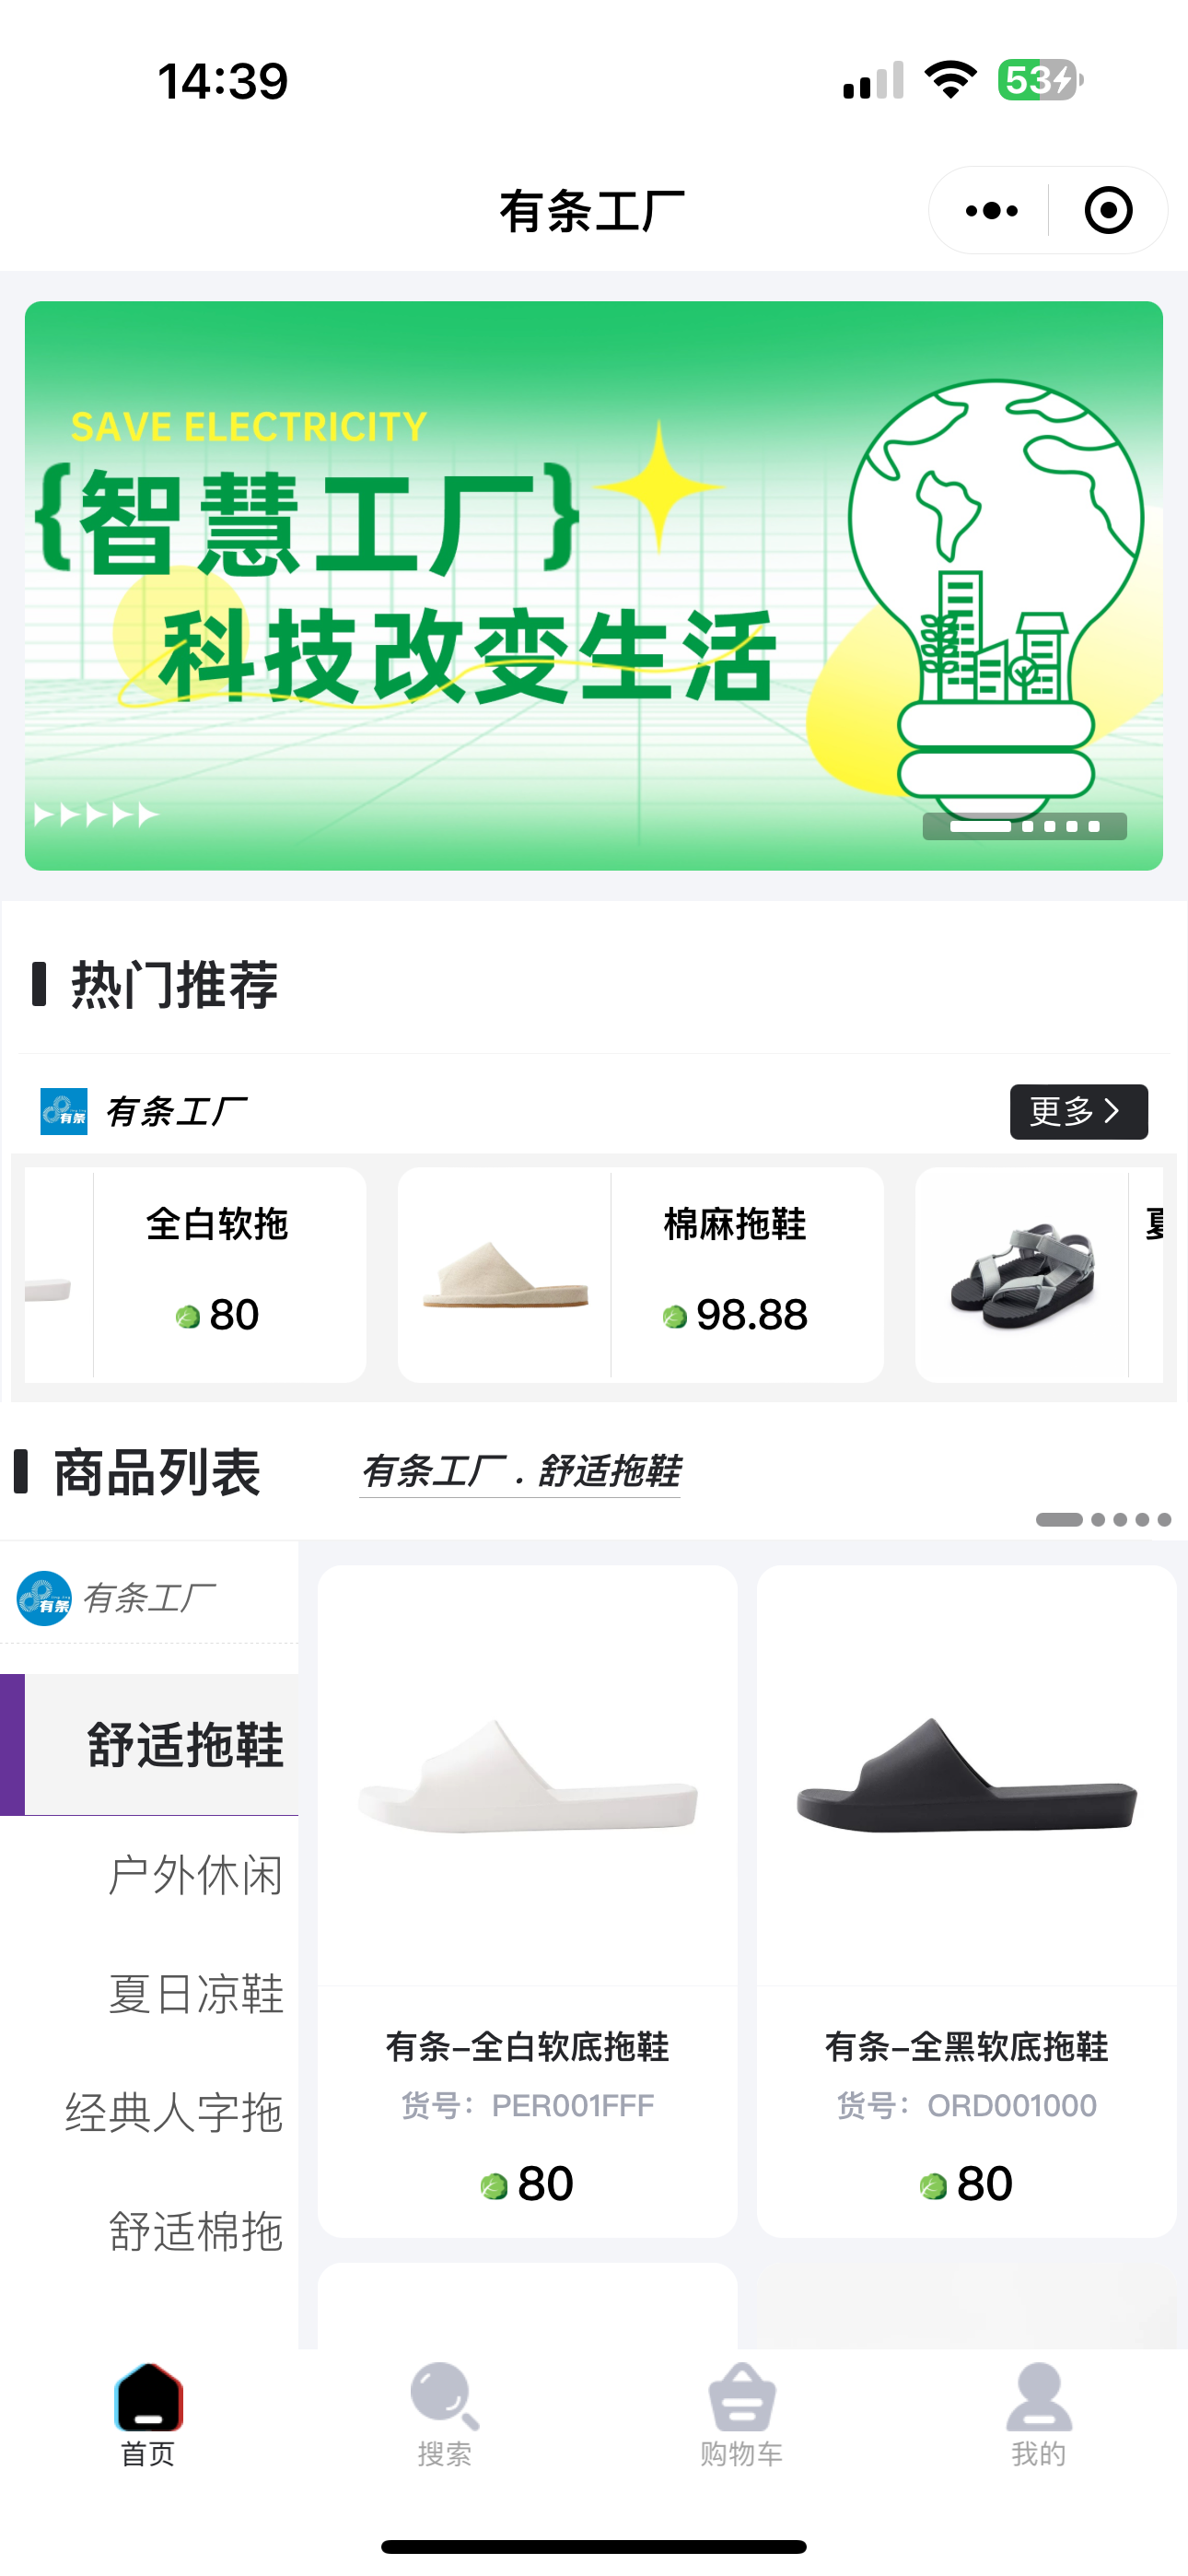 14:39
53
有条工厂
SAVE ELECTRICITY
{智慧工厂}
科技改变生活
热门推荐
有条
有条工厂
更多
全白软拖
80
棉麻拖鞋
98.88
商品列表
有条工厂 . 舒适拖鞋
有条
有条工厂
舒适拖鞋
户外休闲
夏日凉鞋
经典人字拖
舒适棉拖
有条-全白软底拖鞋
货号：PER001FFF
80
有条-全黑软底拖鞋
货号：ORD001000
80
首页
搜索
购物车
我的